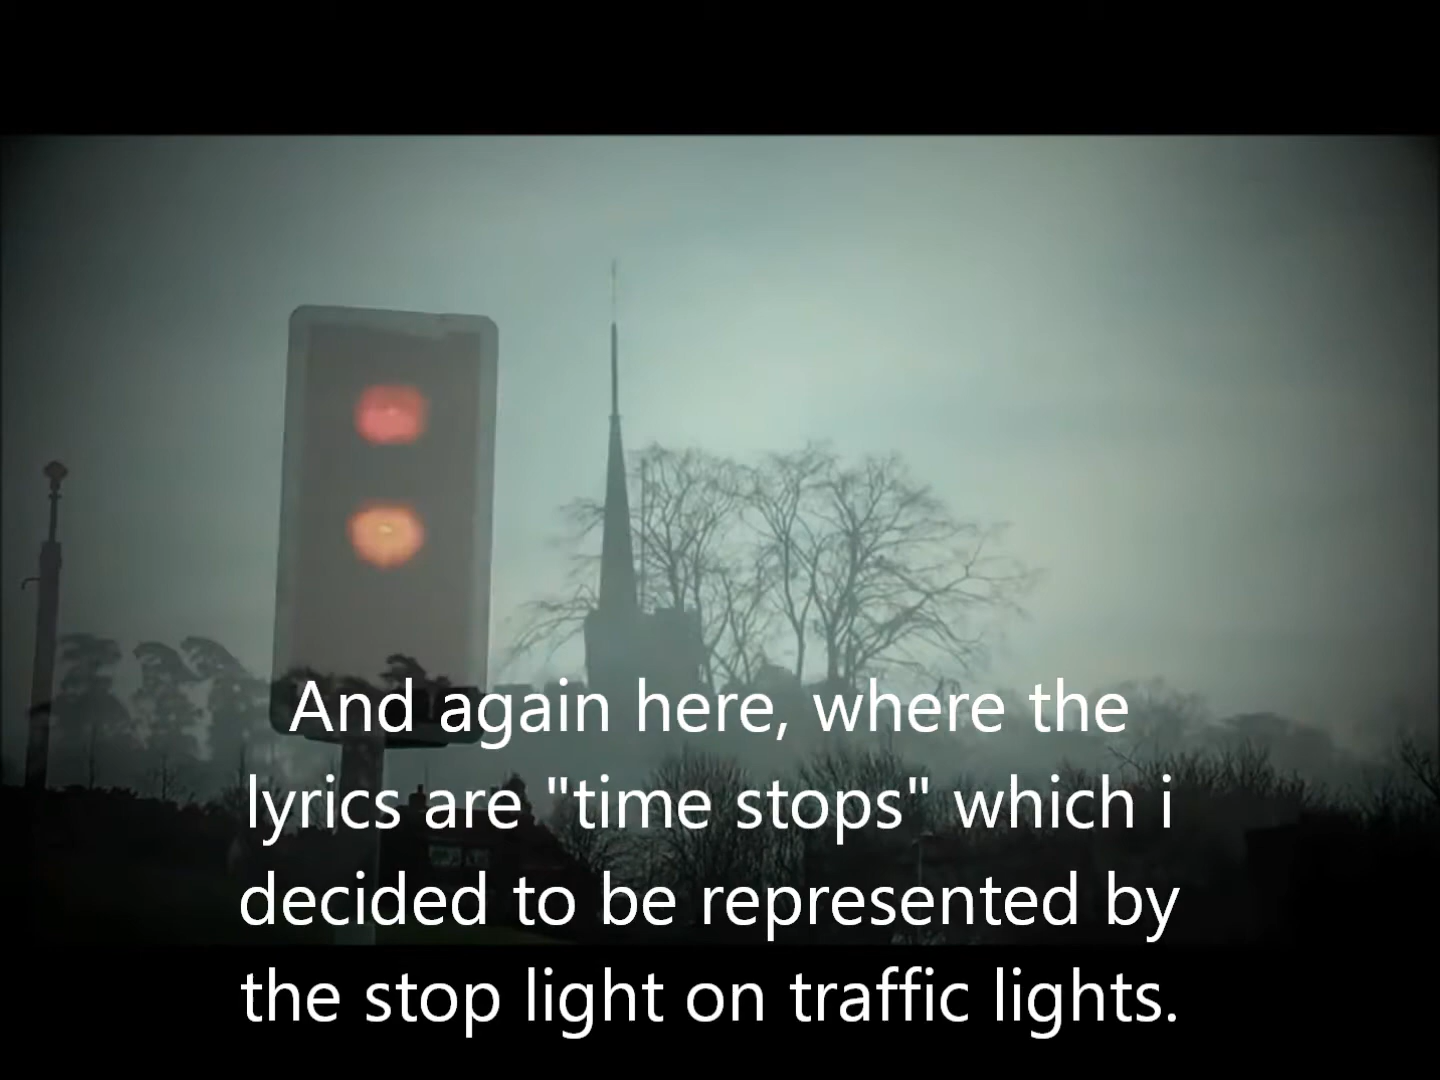 And again here, where the
lyrics are "time stops" which i
decided to be represented by
the stop light on traffic lights.